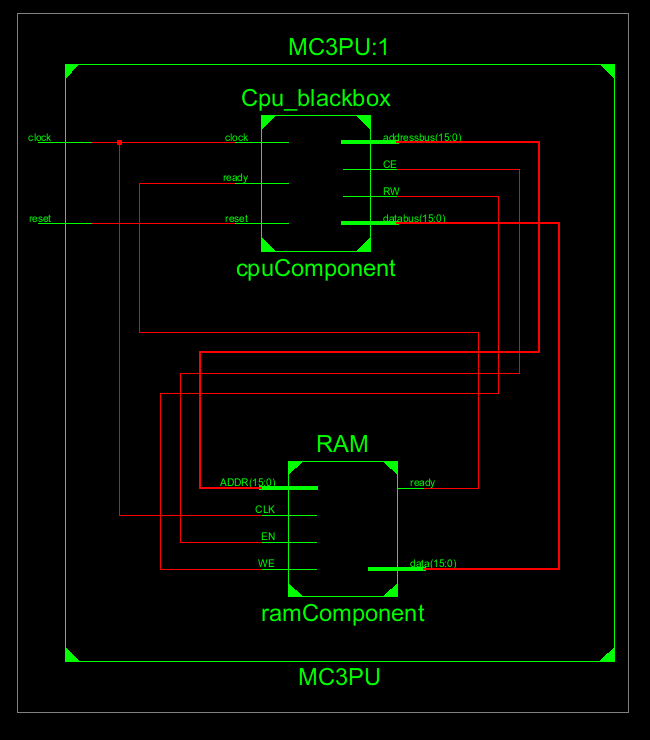 MC3PU:1
Cpu_blackbox
clock
clock
addressbus(15:0)
CE
ready
RW
reset
reset
databus(15:0)
cpuComponent
RAM
ADDR(15:0)
ready
CLK
EN
WE
data(15:0)
ramComponent
MC3PU